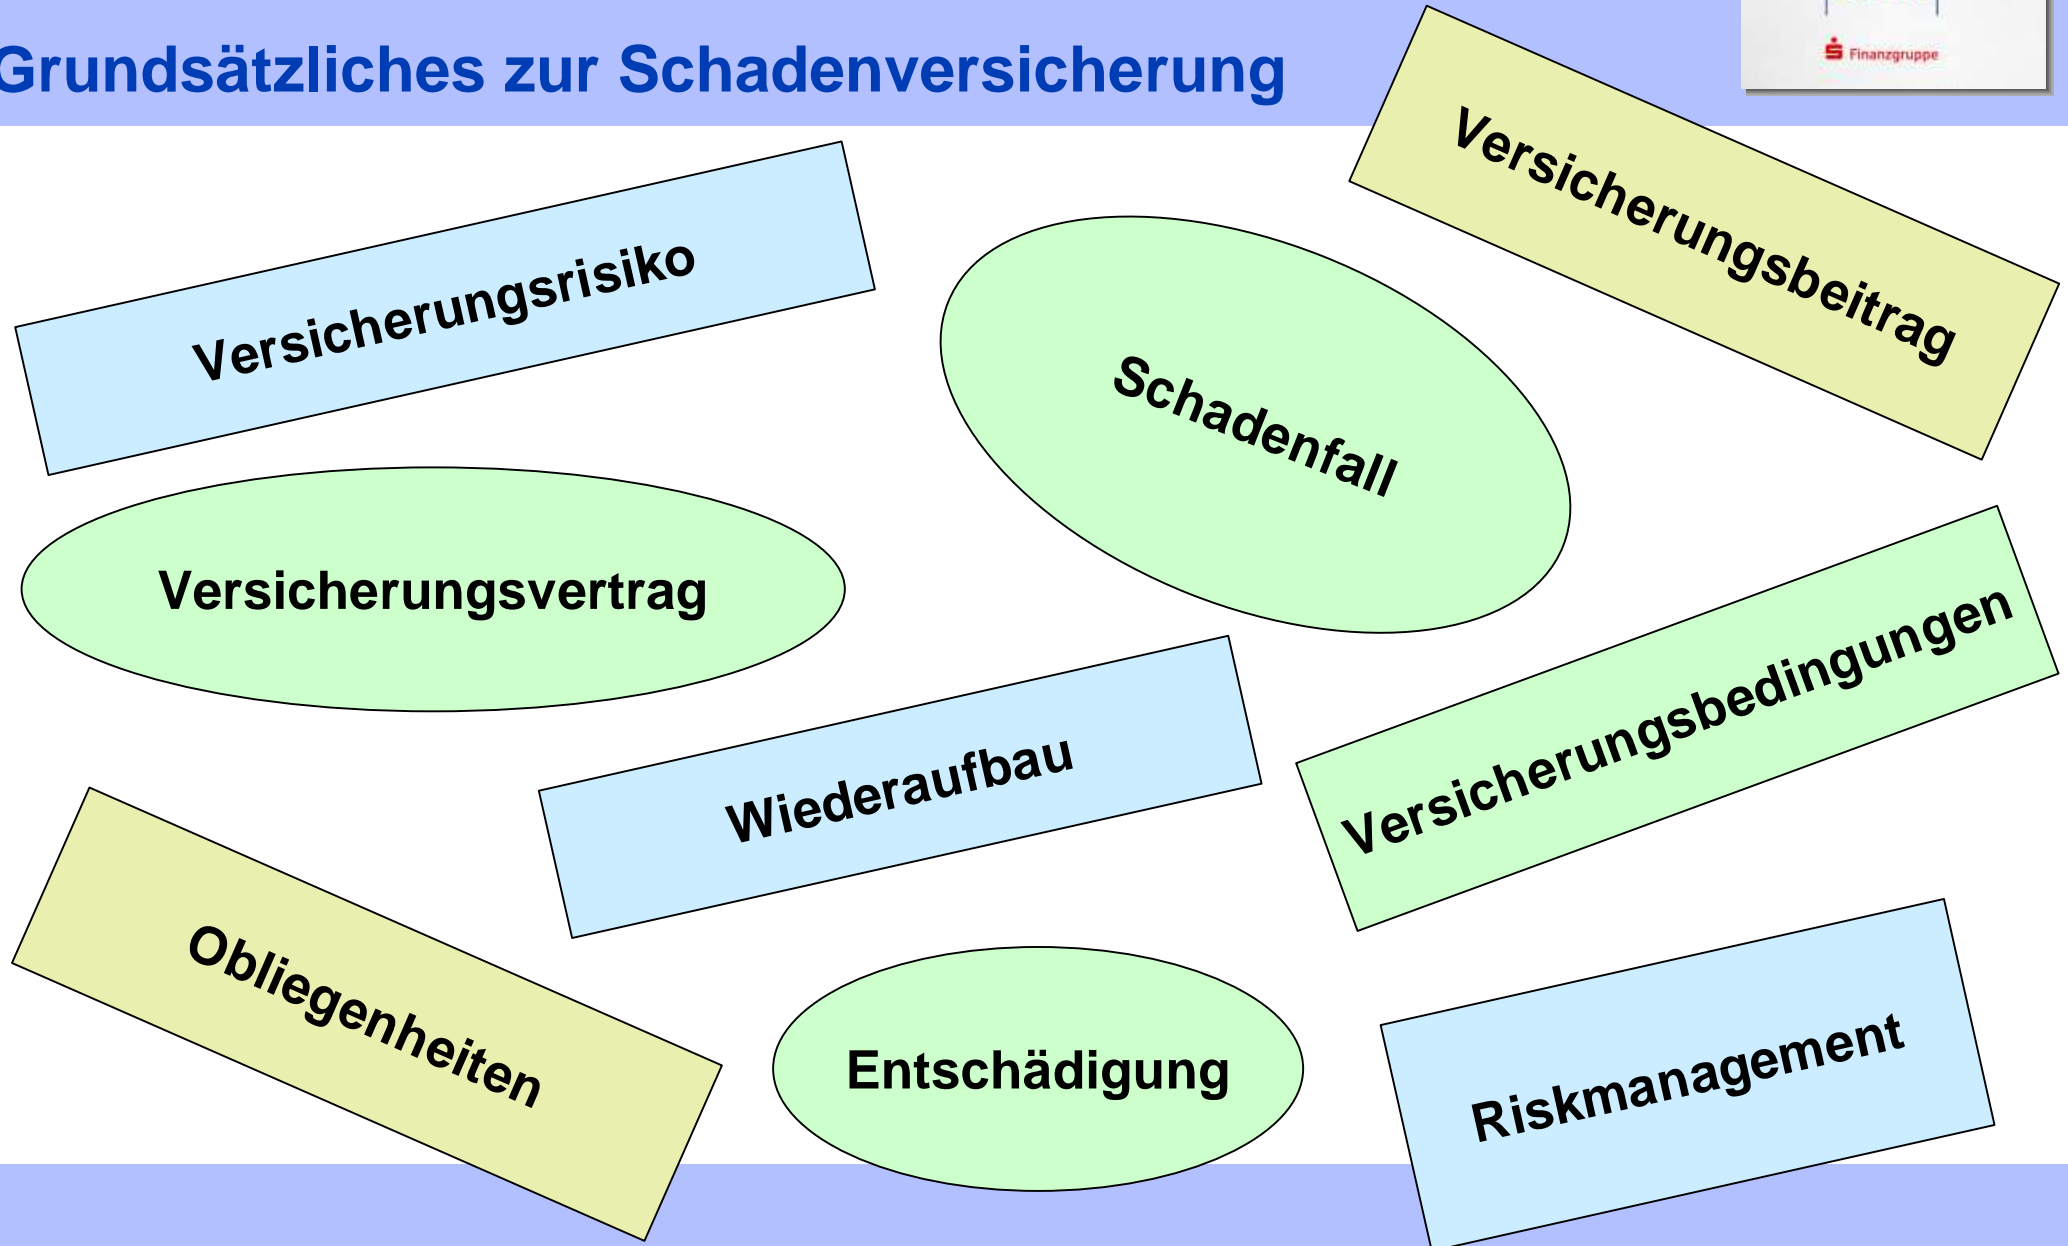 Grundsätzliches zur Schadenversicherung
Finanzgruppe
Versicherungsbeitrag
Versicherungsrisiko
Schadenfall
Versicherungsvertrag
Versicherungsbedingungen
Wiederaufbau
Obliegenheiten
Entschädigung
Riskmanagement